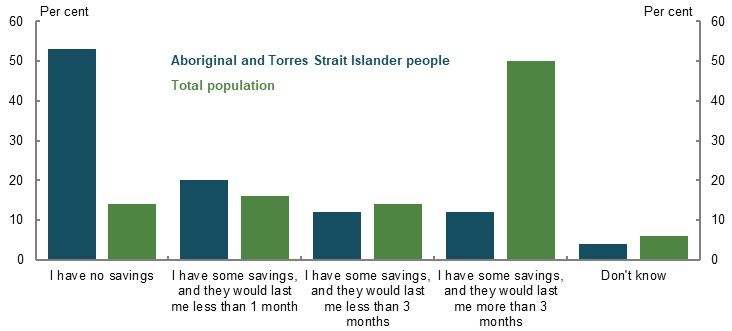 Per cent
Per cent
60
60
Aboriginal and Torres Strait Islander people
50
50
Total population
40
40
30
30
20
20
10
10
0
0
I have no savings
I have some savings,
and they would last
me less than 1 month
I have some savings,
and they would last
me less than 3
months
I have some savings,
and they would last
me more than 3
months
Don't know